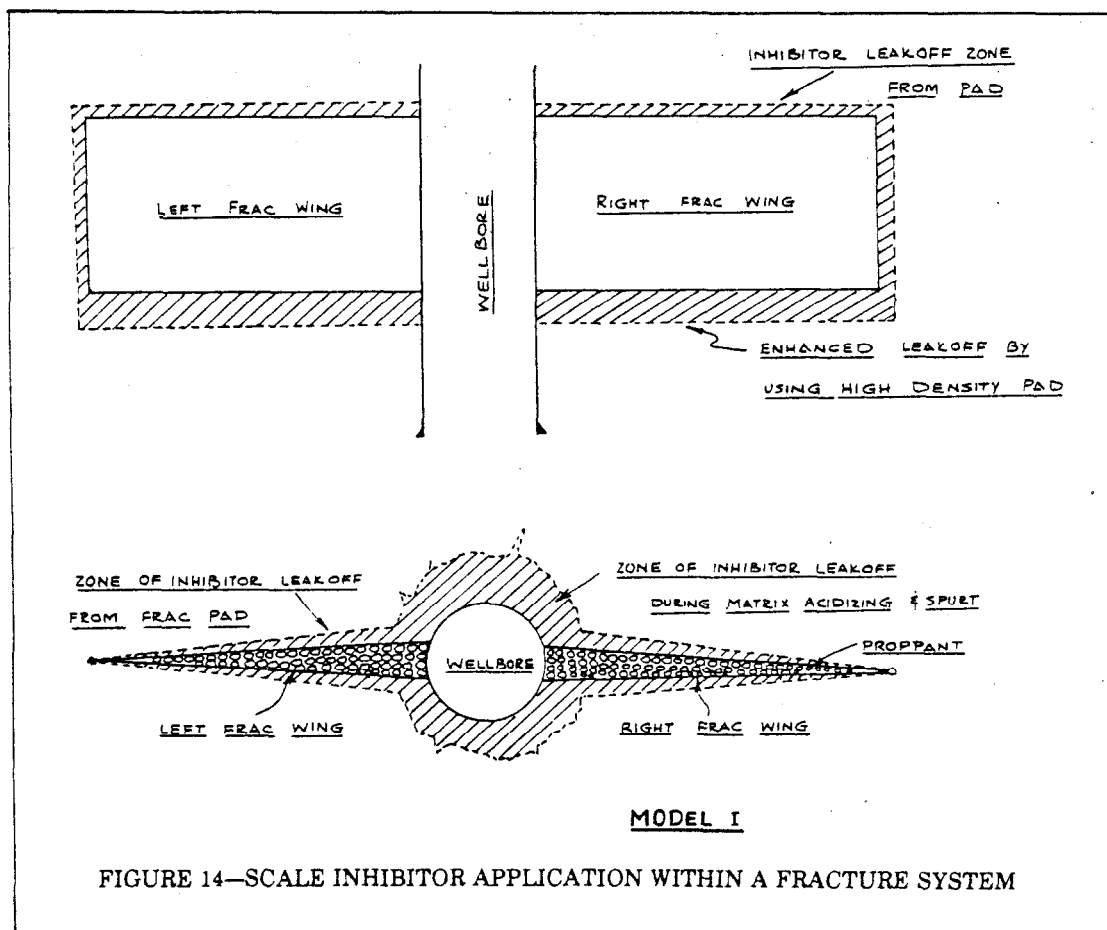 INHIBITOR LEAKOFF ZONE
FROM PAD
LEFT FRAC WING
WELLBORE
RIGHT FRAC WING
ENHANCED LEAKOFF BY
USING HIGH DENSITY PAD
ZONE OF INHIBITOR LEAKOFF
FROM FRAC PAD
ZONE OF INHIBITOR LEAKOFF
DURING MATRIX ACIDIZING & SPURT
PROPPANT
WELLBORE
LEFT FRAC WING
RIGHT FRAC WING
MODEL I
FIGURE 14—SCALE INHIBITOR APPLICATION WITHIN A FRACTURE SYSTEM